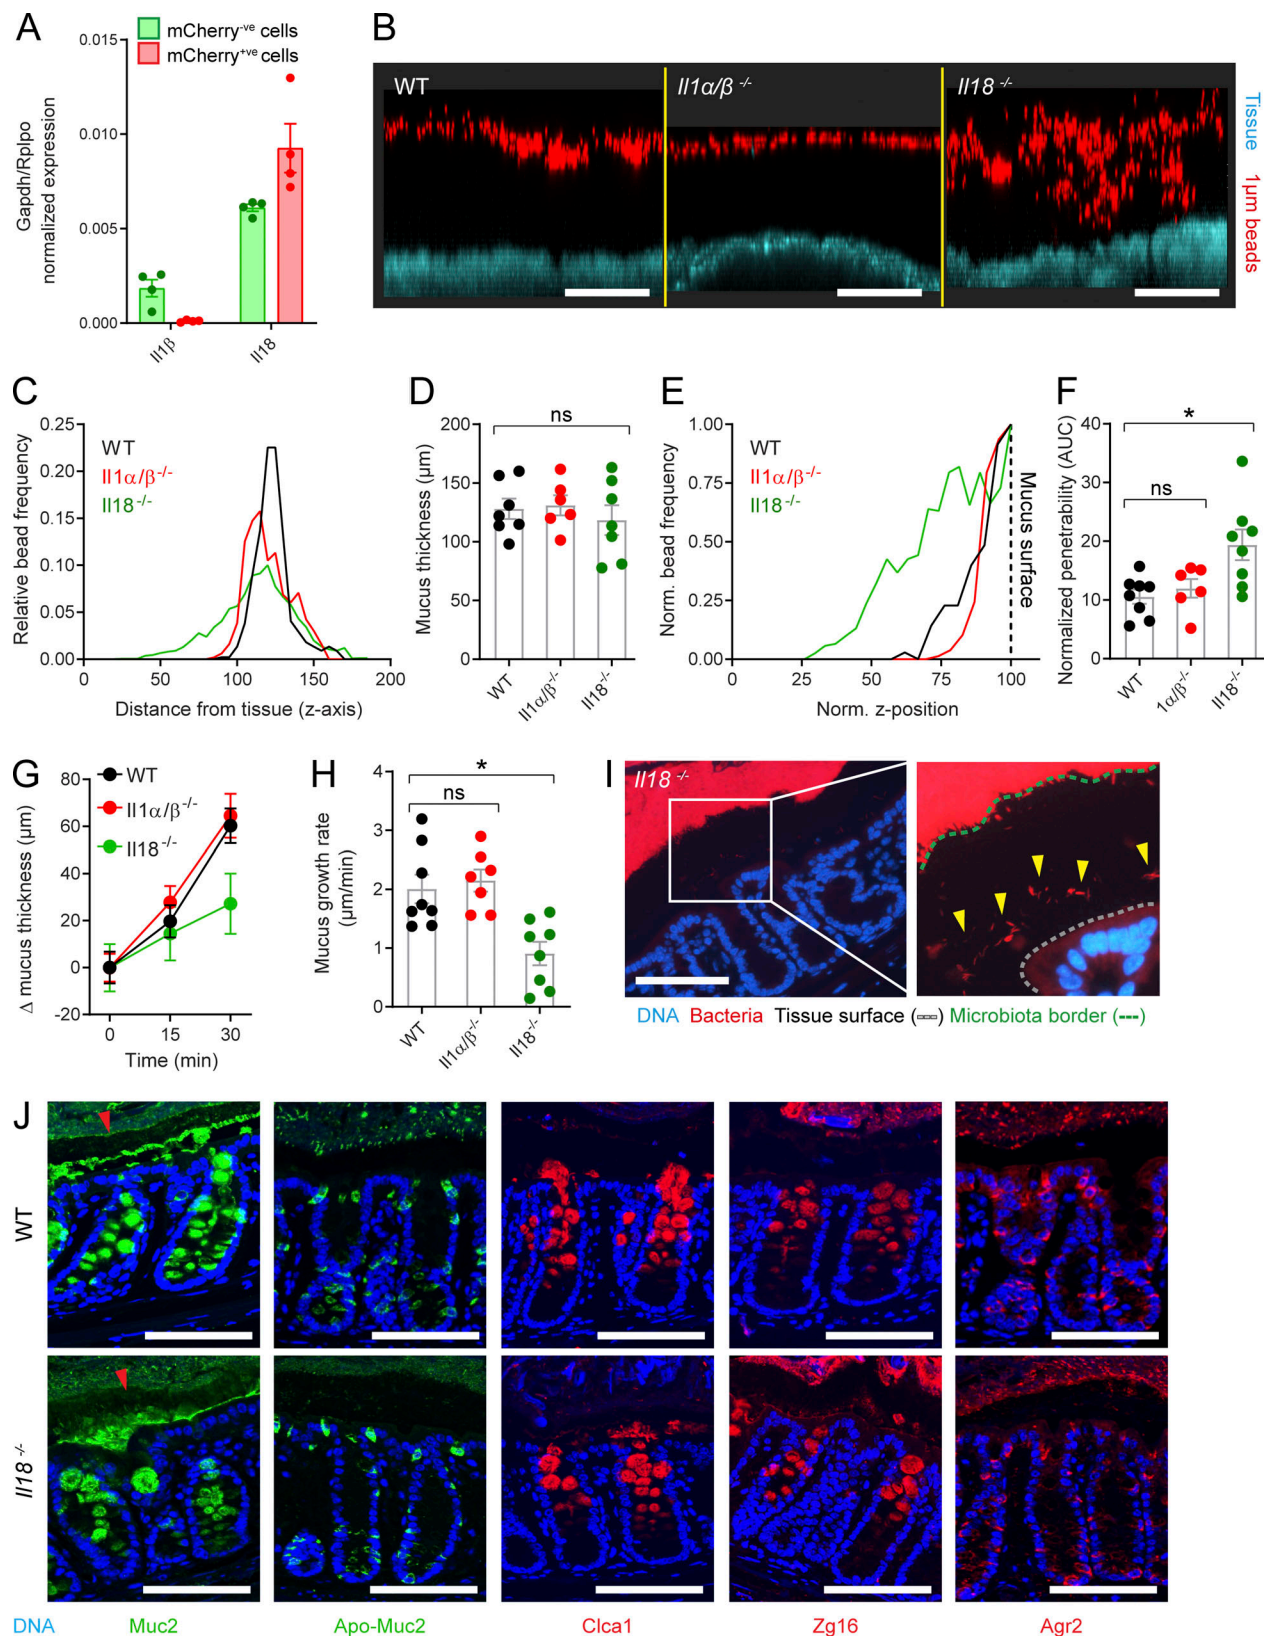 A
mCherry-ve cells
mCherry+ve cells
Gapdh/Rplpo
normalized expression
0.015
0.010
0.005
0.000
Il1β
Il18
B
WT
Il1α/β -/-
Il18 -/-
Tissue 1µm beads
C
Relative bead frequency
0.25
0.20
0.15
0.10
0.05
0.00
WT
Il1α/β-/-
Il18-/-
0 50 100 150 200
Distance from tissue (z-axis)
D
Mucus thickness (µm)
200
150
100
50
0
ns
WT
Il1α/β-/-
Il18-/-
E
Norm. bead frequency
1.00
0.75
0.50
0.25
0.00
WT
Il1α/β-/-
Il18-/-
Mucus surface
0 25 50 75 100
Norm. z-position
F
Normalized penetrability (AUC)
40
30
20
10
0
*
ns
WT
1α/β-/-
Il18-/-
G
Δ mucus thickness (µm)
80
60
40
20
0
-20
WT
Il1α/β-/-
Il18-/-
0 15 30
Time (min)
H
Mucus growth rate
(µm/min)
4
3
2
1
0
*
ns
WT
Il1α/β-/-
Il18-/-
I
Il18 -/-
DNA Bacteria Tissue surface (---) Microbiota border (---)
J
WT
Il18 -/-
DNA Muc2 Apo-Muc2 Clca1 Zg16 Agr2